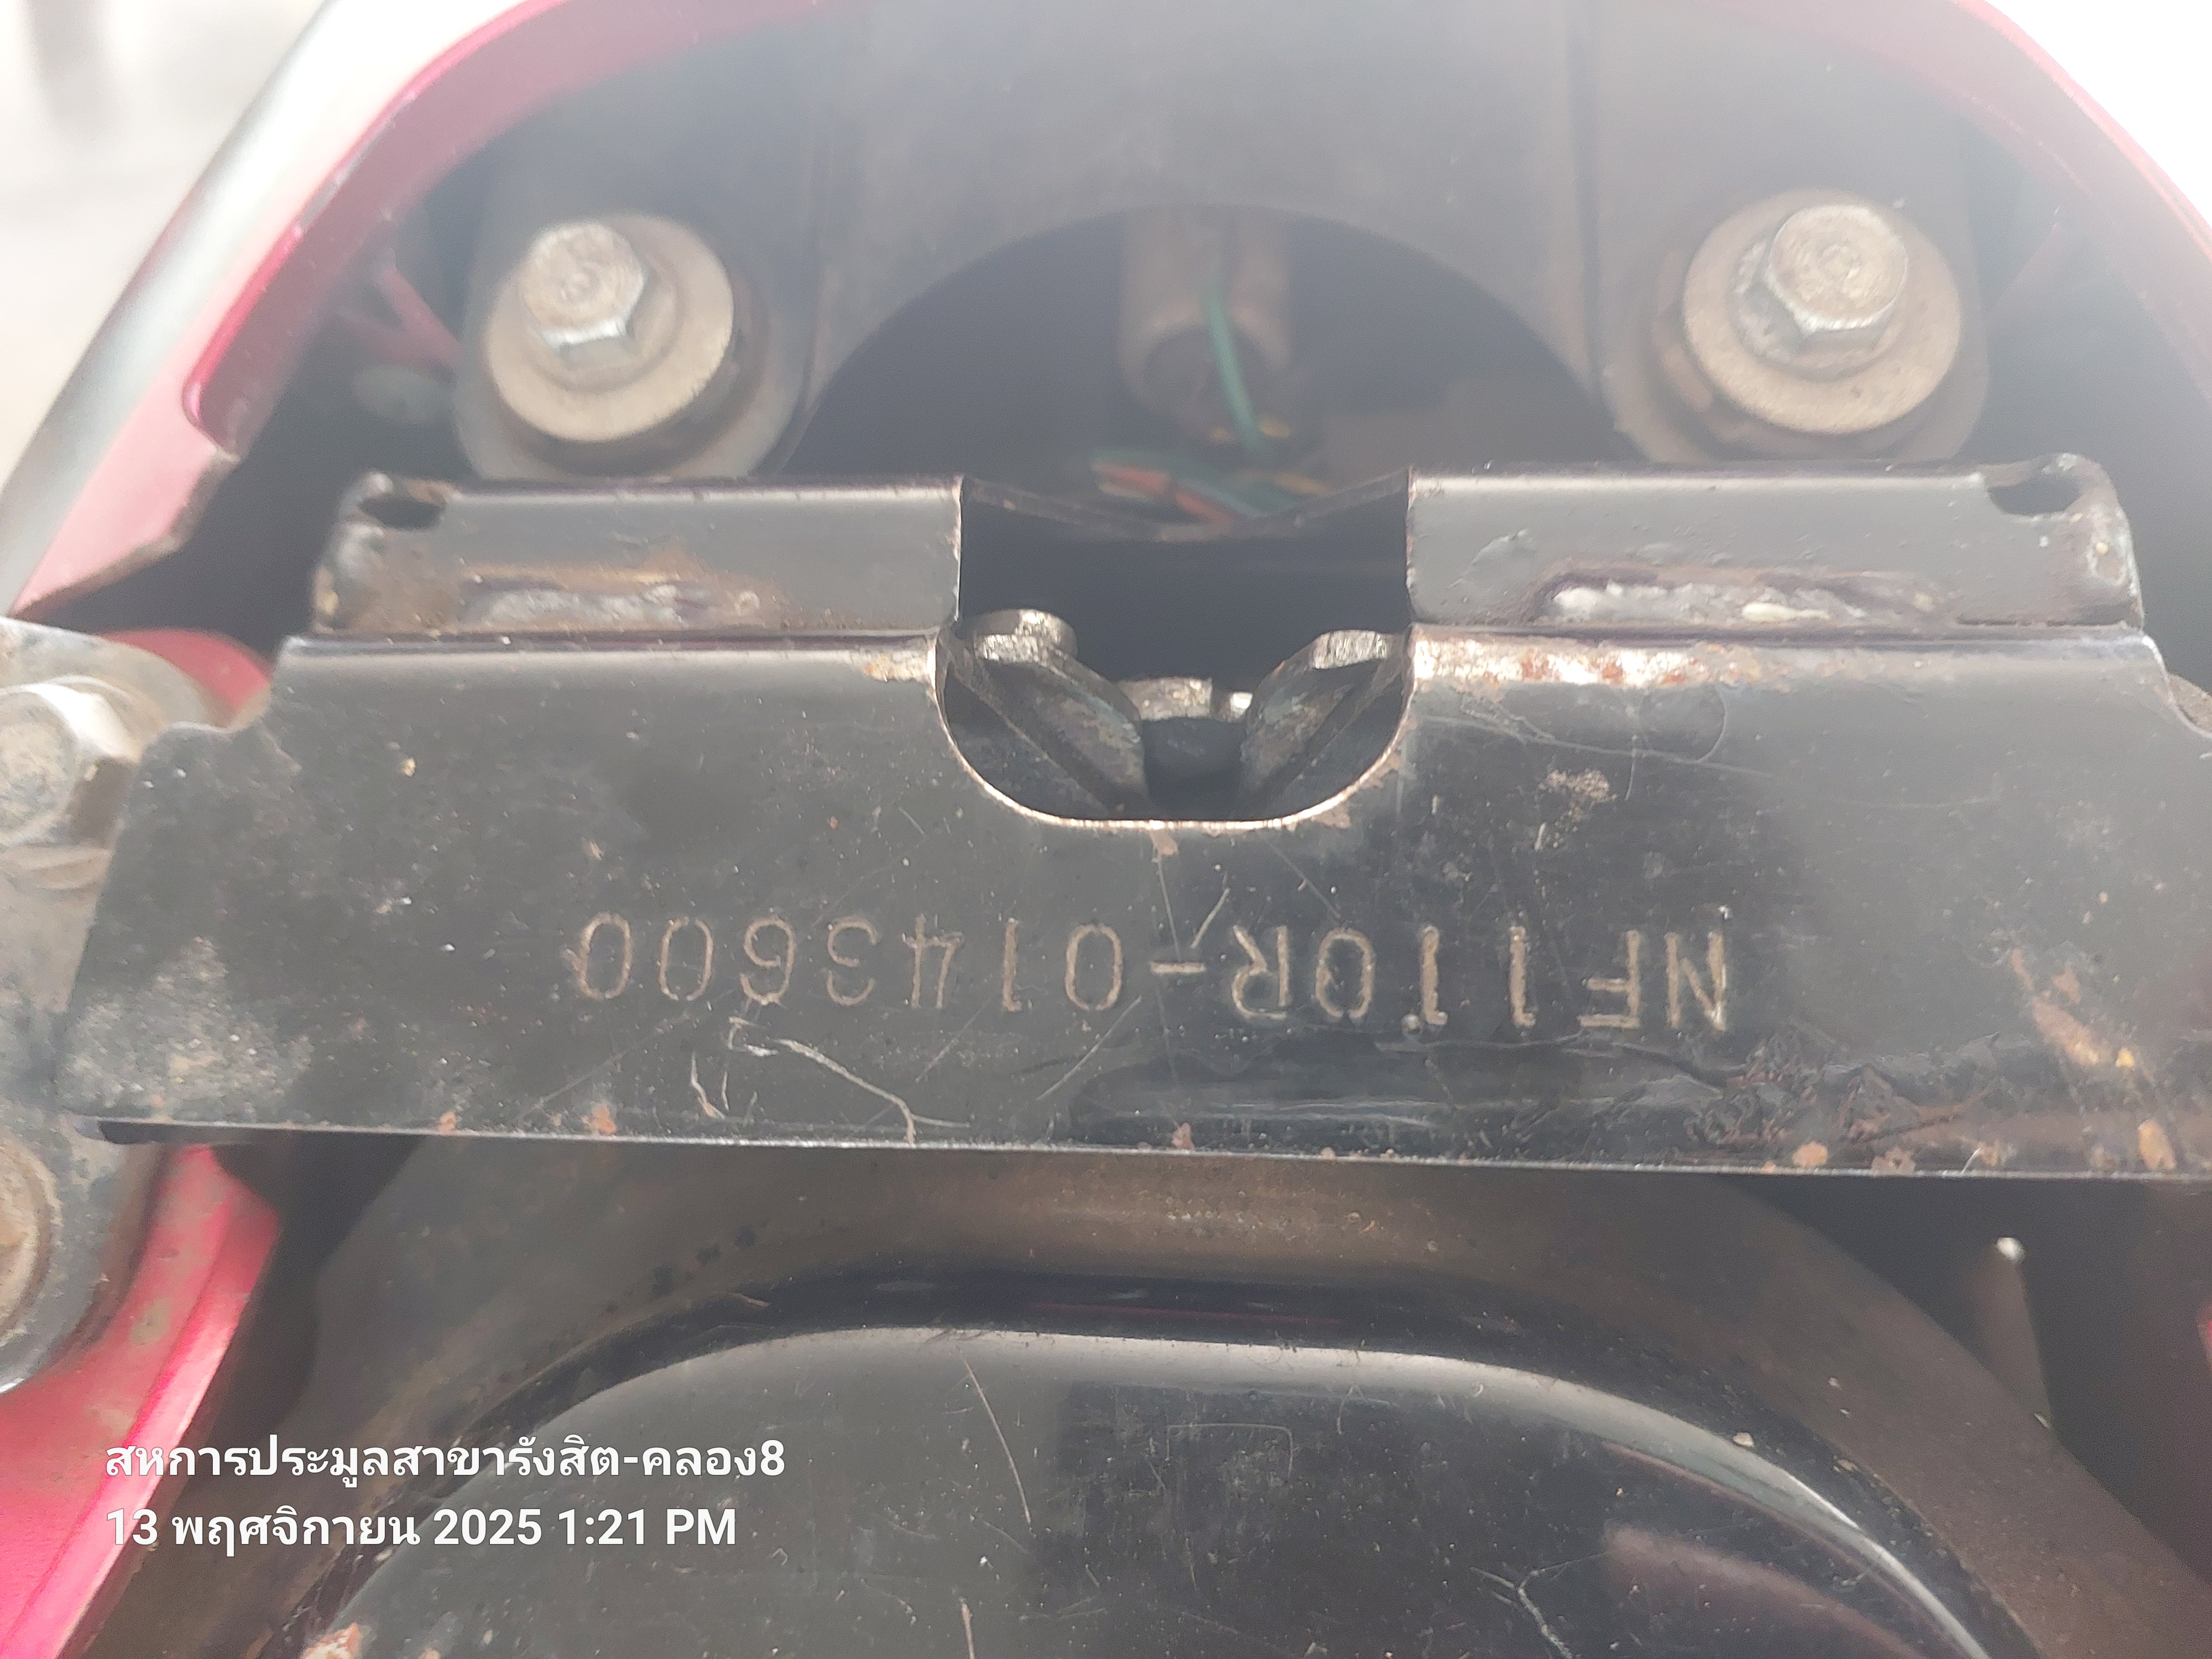 NF110R-0143600
สหการประมูลสาขารังสิต-คลอง8
13 พฤศจิกายน 2025 1:21 PM